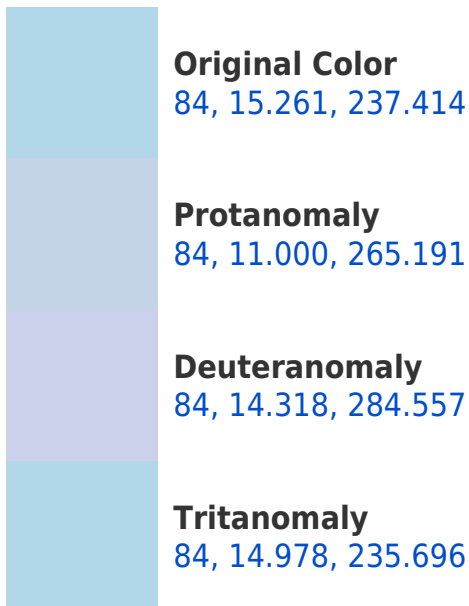 Original Color
84, 15.261, 237.414
Protanomaly
84, 11.000, 265.191
Deuteranomaly
84, 14.318, 284.557
Tritanomaly
84, 14.978, 235.696